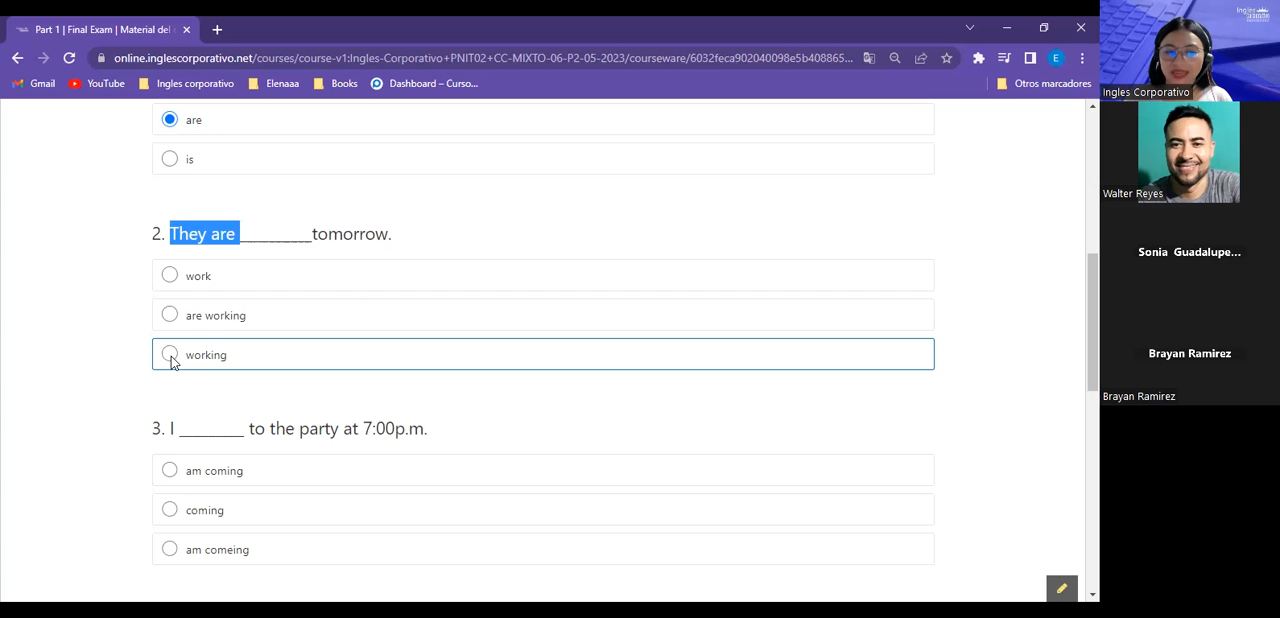 Part 1 | Final Exam | Material del
online.inglescorporativo.net/courses/course-v1:Ingles-Corporativo+PNIT02+CC-MIXTO-06-P2-05-2023/courseware/6032feca902040098e5b408865...
E
Gmail YouTube Ingles corporativo Elenaaa Books Dashboard – Curso... Otros marcadores
are
is
2. They are __________tomorrow.
work
are working
working
3. I ________ to the party at 7:00p.m.
am coming
coming
am comeing
Ingles Corporativo
Walter Reyes
Sonia Guadalupe...
Brayan Ramirez
Brayan Ramirez